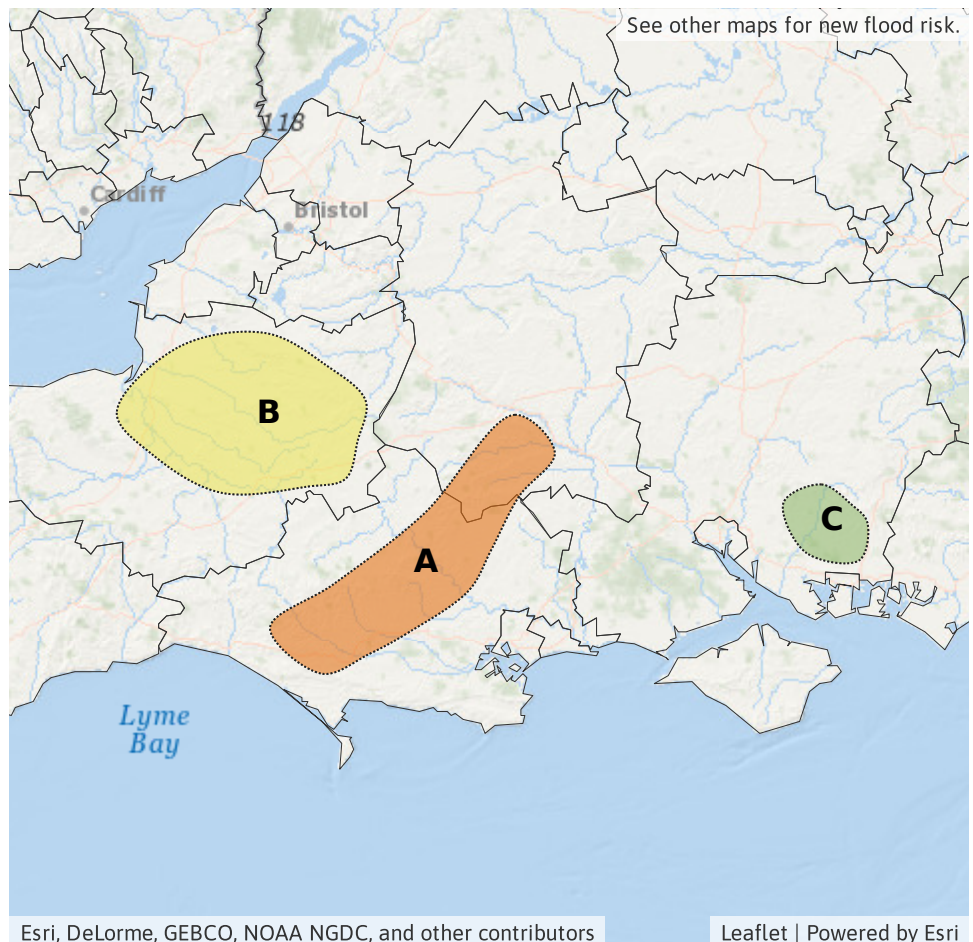 See other maps for new flood risk.
118
Cardiff
Bristol
B
C
A
Lyme
Bay
Esri, DeLorme, GEBCO, NOAA NGDC, and other contributors
Leaflet | Powered by Esri